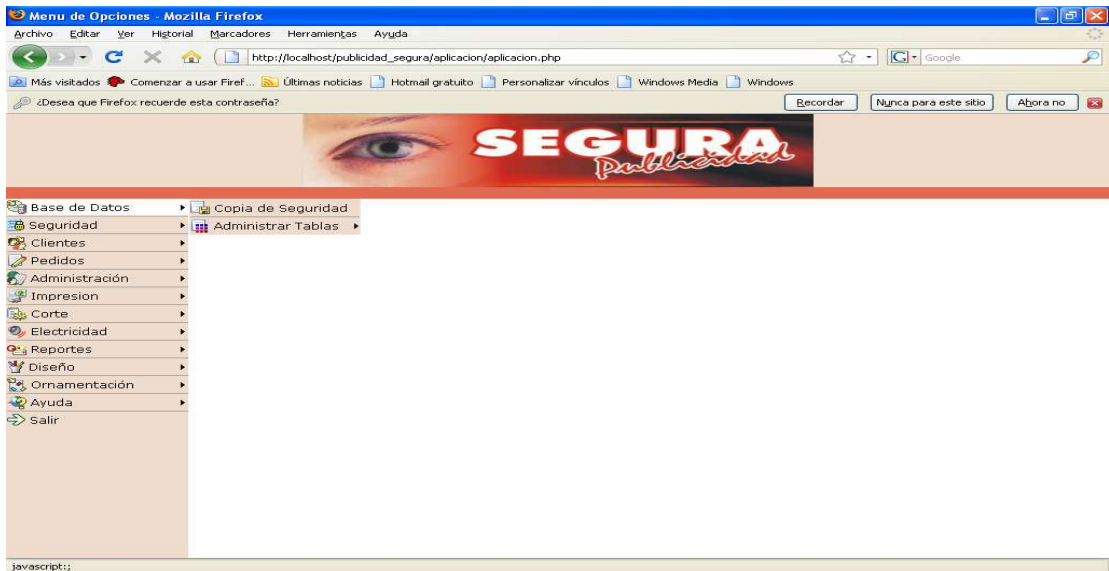 Menu de Opciones - Mozilla Firefox
Archivo Editar Ver Historial Marcadores Herramientas Ayuda
http://localhost/publicidad_segura/aplicacion/aplicacion.php
G Google
Más visitados Comenzar a usar Firef... Últimas noticias Hotmail gratuito Personalizar vínculos Windows Media Windows
¿Desea que Firefox recuerde esta contraseña? Recordar Nunca para este sitio Ahora no
SEGURA
Publicidad
Base de Datos
Copia de Seguridad
Seguridad
Administrar Tablas
Clientes
Pedidos
Administración
Impresion
Corte
Electricidad
Reportes
Diseño
Ornamentación
Ayuda
Salir
javascript:;